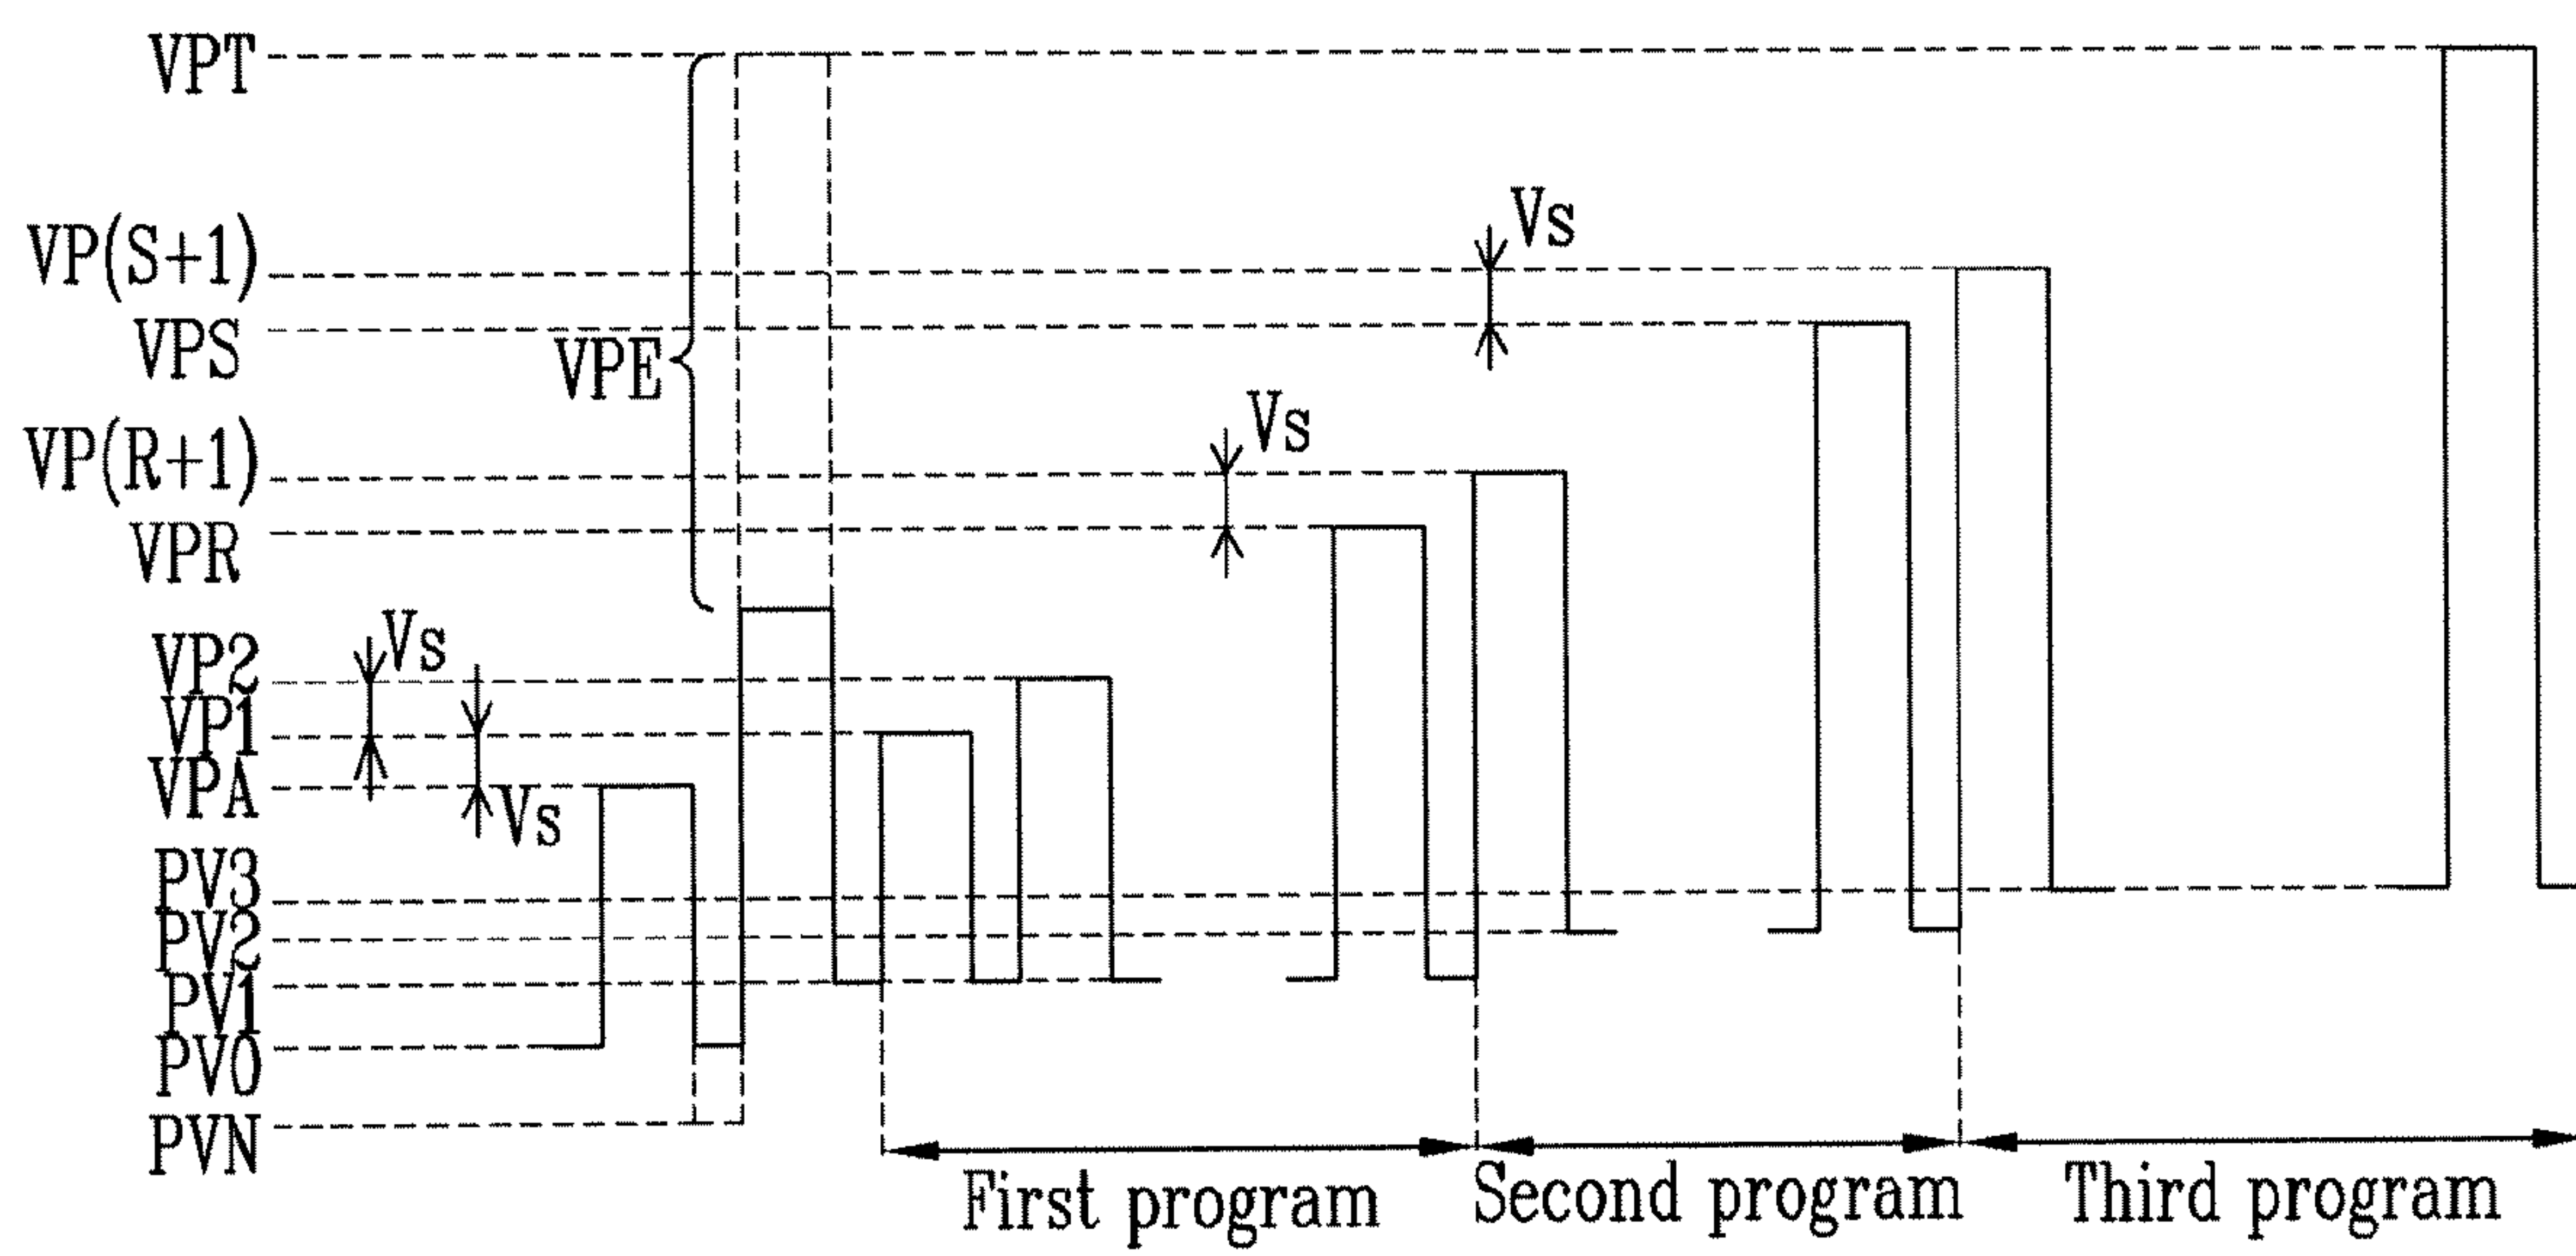 VPT
VP(S+1)
VPS
VP(R+1)
VPR
VP2
VP1
VPA
PV3
PV2
PV1
PV0
PVN
VPE
Vs
Vs
Vs
Vs
First program
Second program
Third program